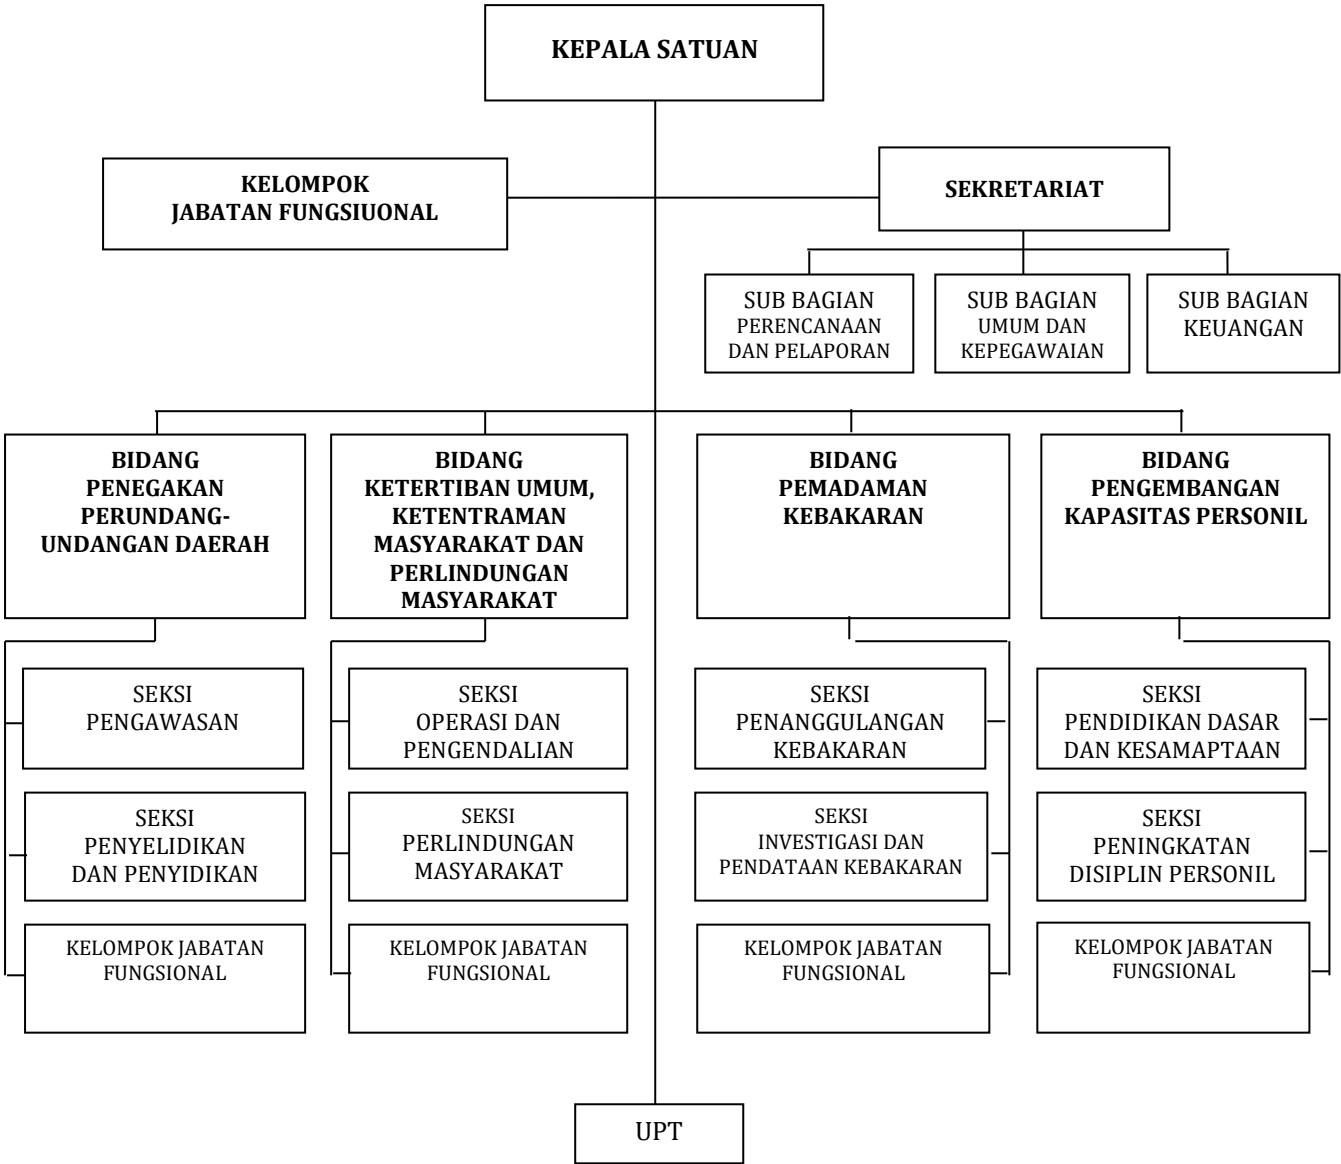 KEPALA SATUAN
KELOMPOK
JABATAN FUNGSIUONAL
SEKRETARIAT
SUB BAGIAN
PERENCANAAN
DAN PELAPORAN
SUB BAGIAN
UMUM DAN
KEPEGAWAIAN
SUB BAGIAN
KEUANGAN
BIDANG
PENEGAKAN
PERUNDANG-
UNDANGAN DAERAH
BIDANG
KETERTIBAN UMUM,
KETENTRAMAN
MASYARAKAT DAN
PERLINDUNGAN
MASYARAKAT
BIDANG
PEMADAMAN
KEBAKARAN
BIDANG
PENGEMBANGAN
KAPASITAS PERSONIL
SEKSI
PENGAWASAN
SEKSI
OPERASI DAN
PENGENDALIAN
SEKSI
PENANGGULANGAN
KEBAKARAN
SEKSI
PENDIDIKAN DASAR
DAN KESAMAPTAAN
SEKSI
PENYELIDIKAN
DAN PENYIDIKAN
SEKSI
PERLINDUNGAN
MASYARAKAT
SEKSI
INVESTIGASI DAN
PENDATAAN KEBAKARAN
SEKSI
PENINGKATAN
DISIPLIN PERSONIL
KELOMPOK JABATAN
FUNGSIONAL
KELOMPOK JABATAN
FUNGSIONAL
KELOMPOK JABATAN
FUNGSIONAL
KELOMPOK JABATAN
FUNGSIONAL
UPT